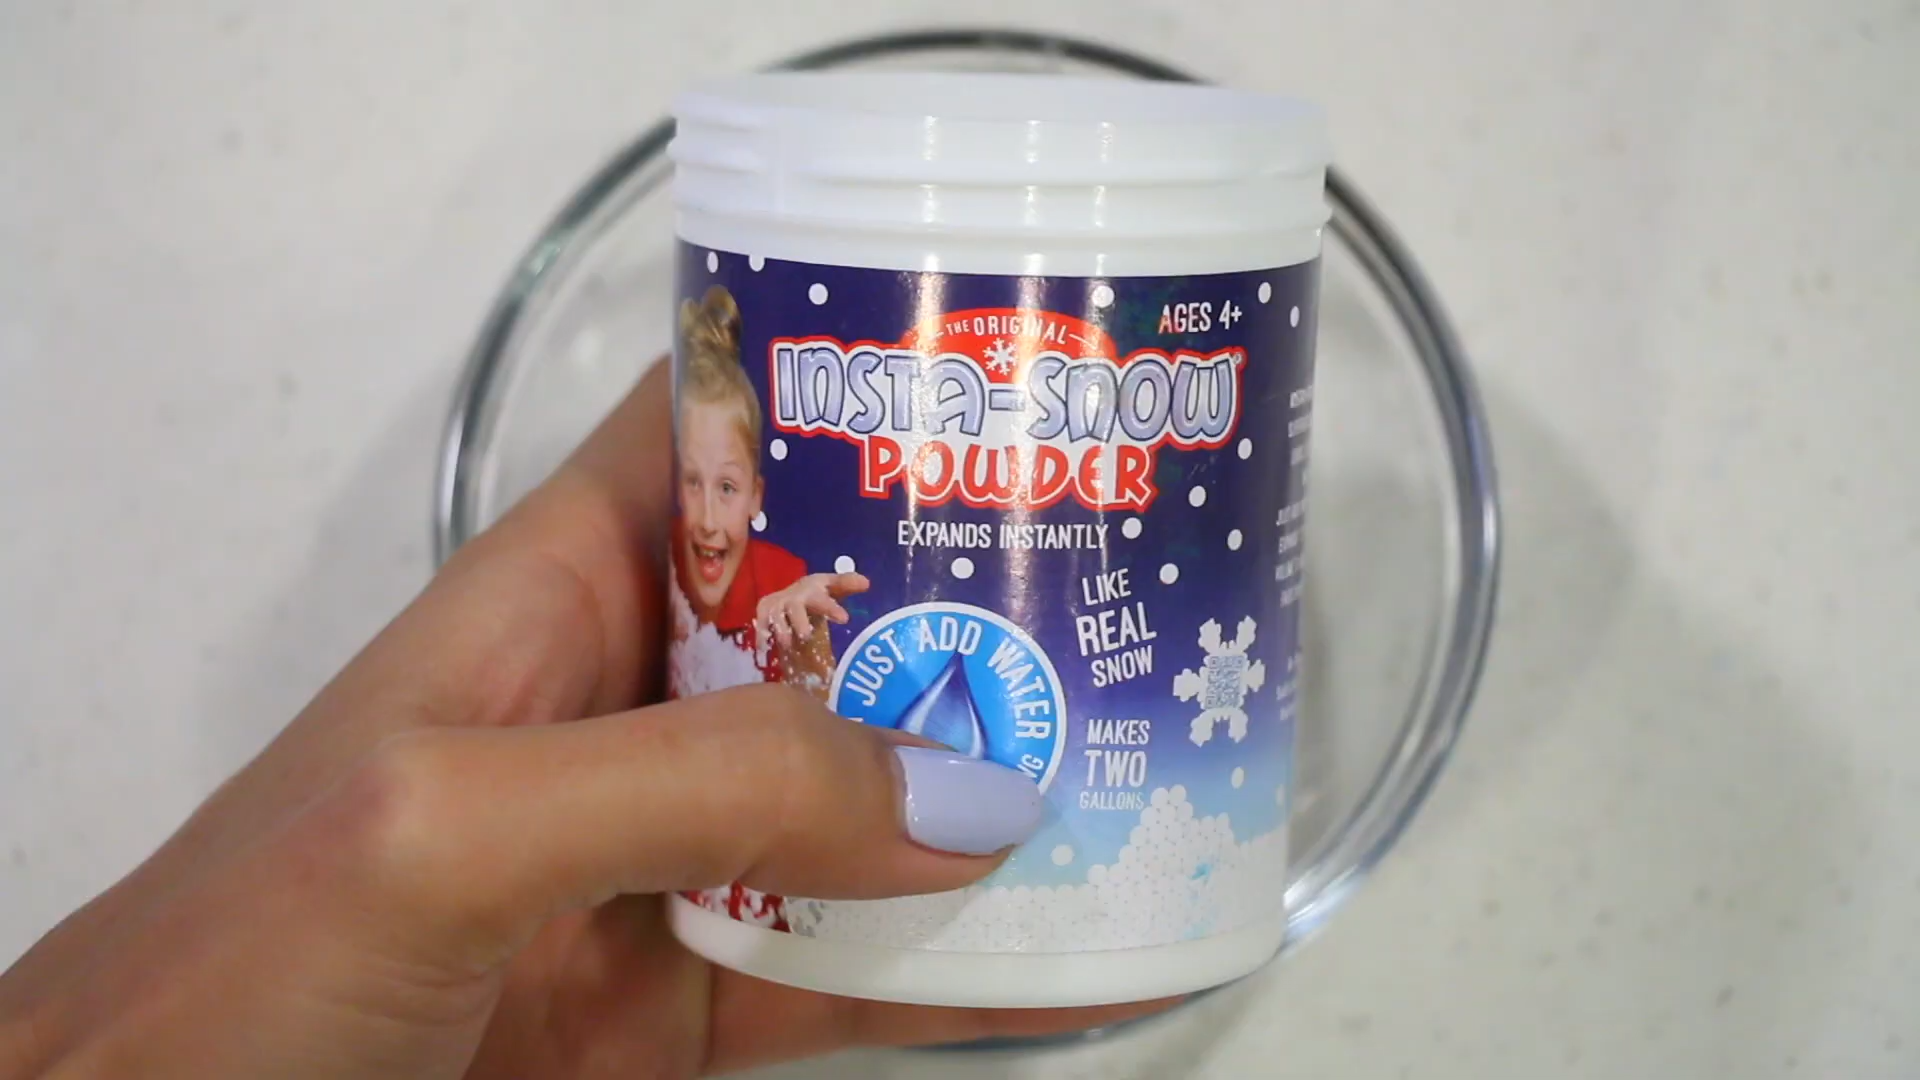 THE ORIGINAL
AGES 4+
INSTA-SNOW®
POWDER
EXPANDS INSTANTLY
LIKE
REAL
SNOW
JUST ADD WATER
MAKES
TWO
GALLONS